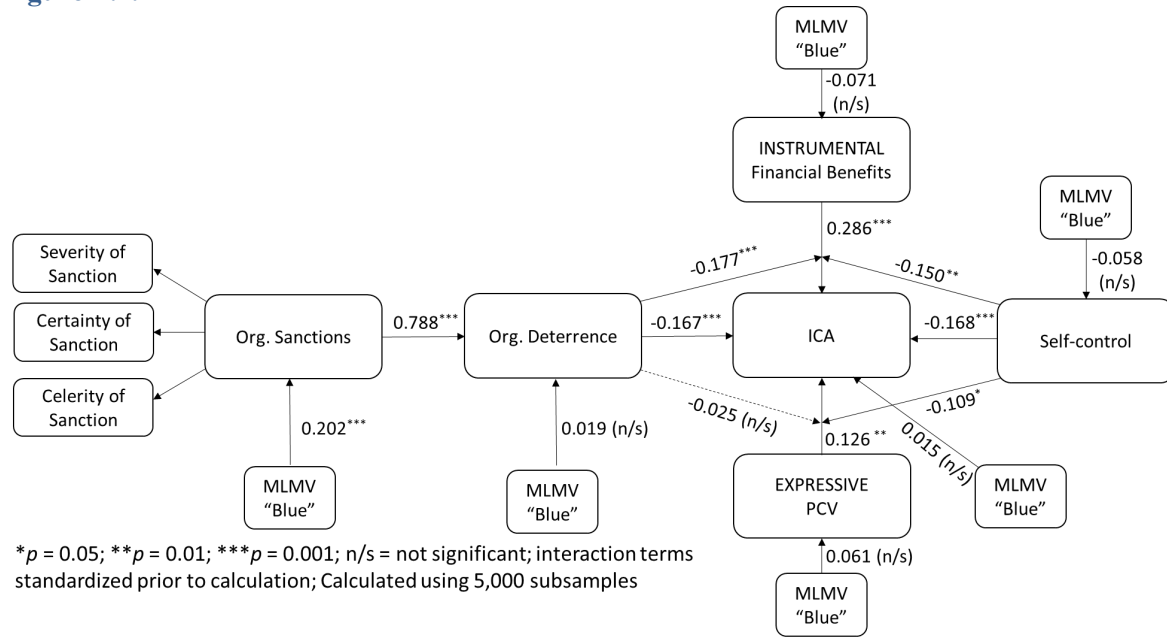 MLMV
“Blue”
-0.071
(n/s)
INSTRUMENTAL
Financial Benefits
MLMV
“Blue”
0.286***
-0.058
(n/s)
-0.177***
-0.150**
Severity of
Sanction
Certainty of
Sanction
Celerity of
Sanction
Org. Sanctions
0.788***
Org. Deterrence
-0.167***
ICA
-0.168***
Self-control
-0.025 (n/s)
-0.109*
0.202***
0.019 (n/s)
0.126**
0.015 (n/s)
MLMV
“Blue”
MLMV
“Blue”
EXPRESSIVE
PCV
MLMV
“Blue”
0.061 (n/s)
MLMV
“Blue”
*p = 0.05; **p = 0.01; ***p = 0.001; n/s = not significant; interaction terms
standardized prior to calculation; Calculated using 5,000 subsamples